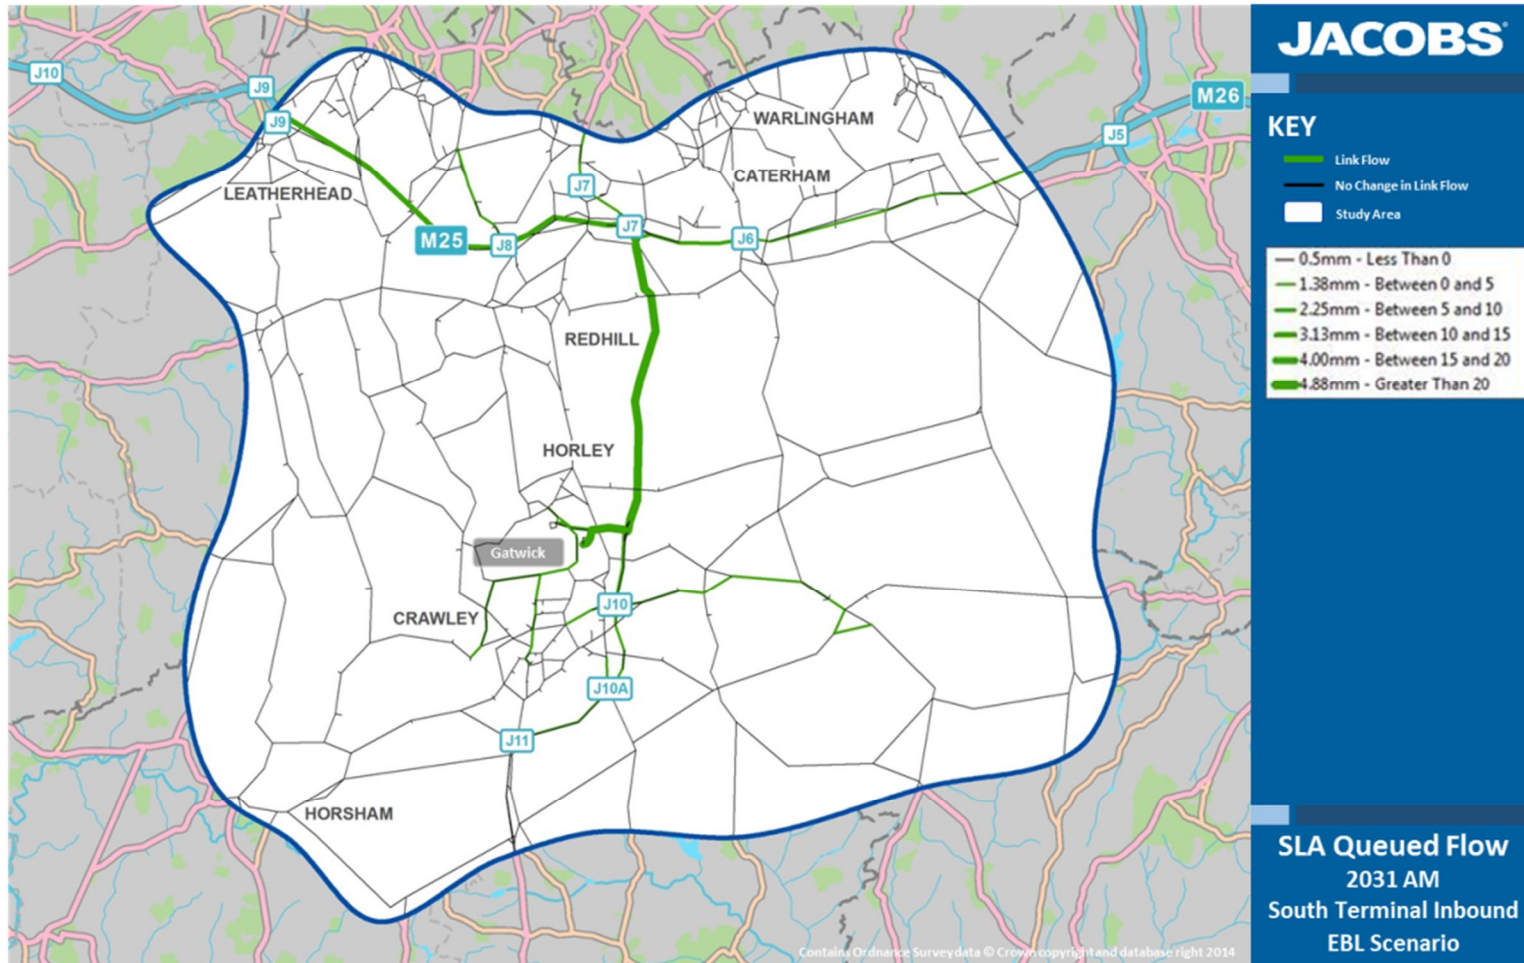 J10
J9
J9
LEATHERHEAD
M25
J8
J7
J7
J6
WARLINGHAM
CATERHAM
J5
M26
REDHILL
HORLEY
Gatwick
CRAWLEY
J10
J10A
J11
HORSHAM
Contains Ordnance Survey data © Crown copyright and database right 2014
JACOBS
KEY
Link Flow
No Change in Link Flow
Study Area
0.5mm - Less Than 0
1.38mm - Between 0 and 5
2.25mm - Between 5 and 10
3.13mm - Between 10 and 15
4.00mm - Between 15 and 20
4.88mm - Greater Than 20
SLA Queued Flow
2031 AM
South Terminal Inbound
EBL Scenario